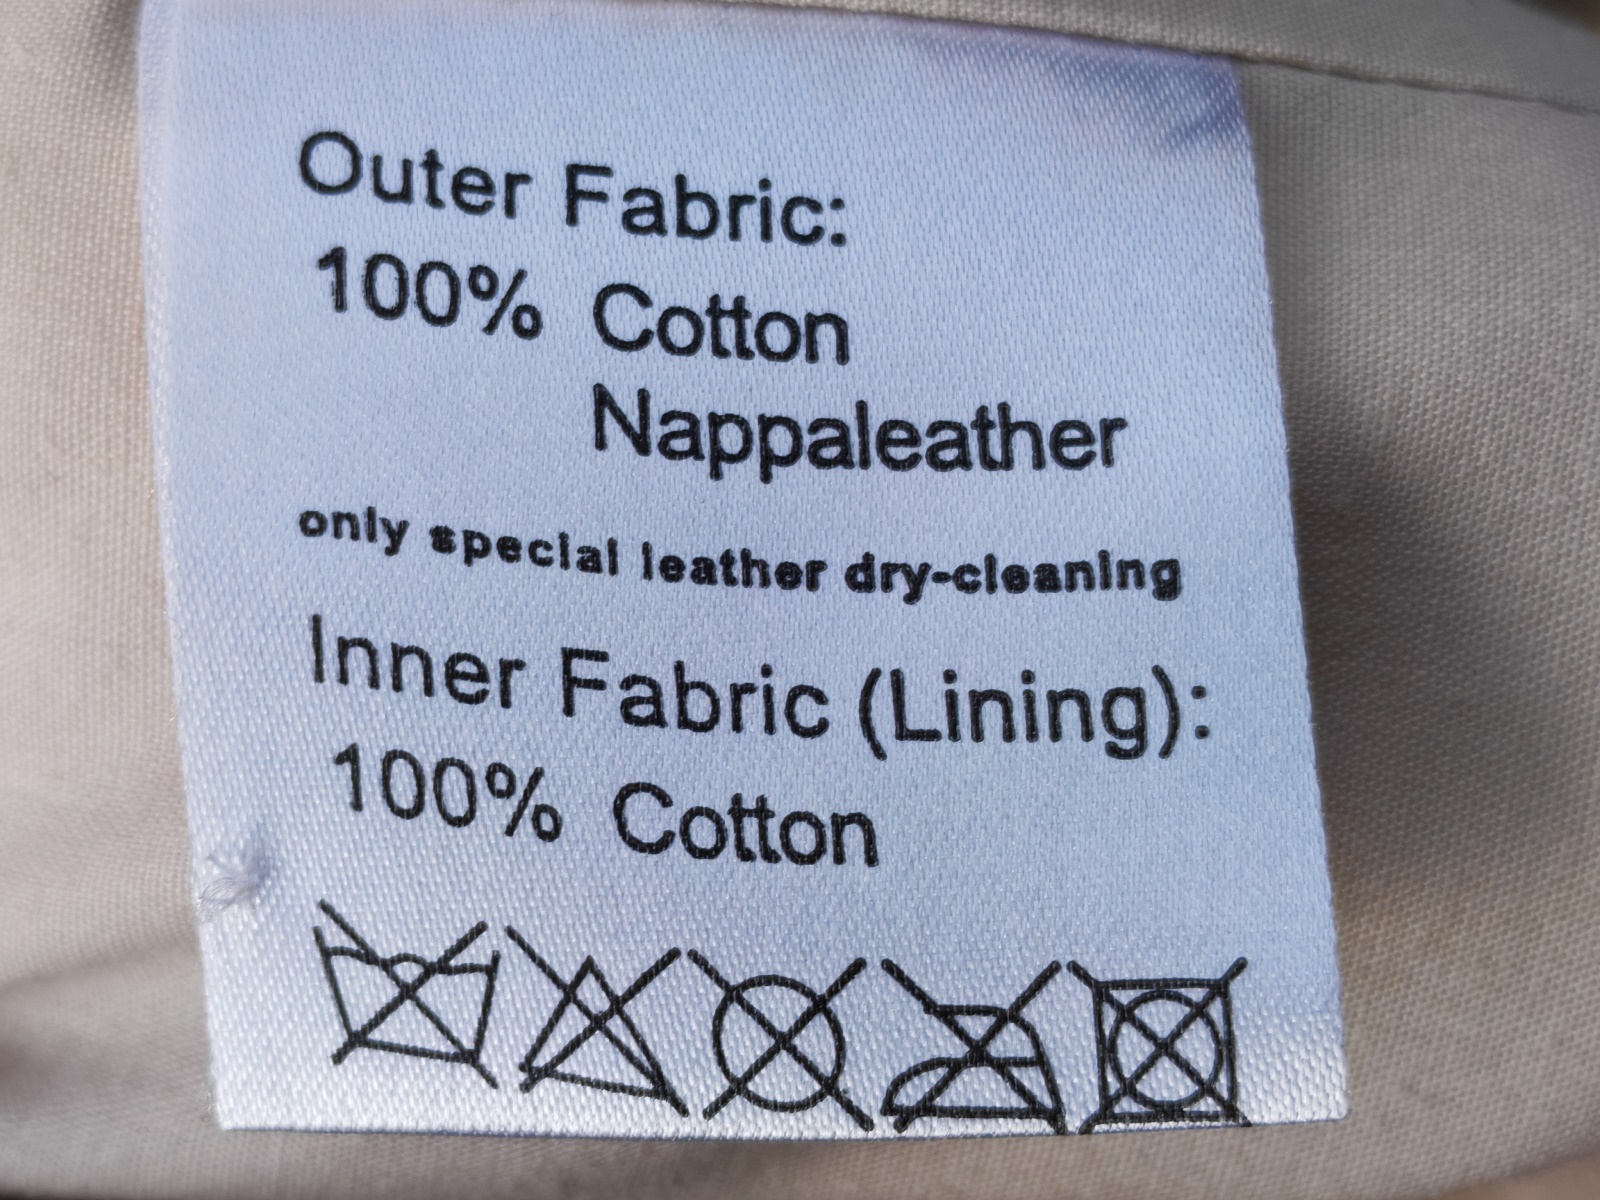 Outer Fabric:
100% Cotton
Nappaleather
only special leather dry-cleaning
Inner Fabric (Lining):
100% Cotton